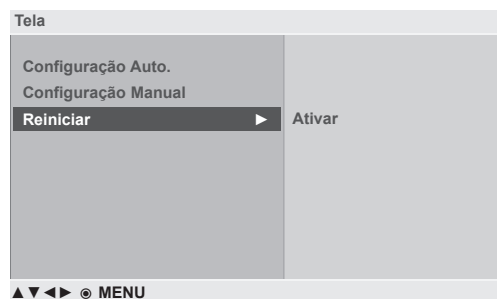 Tela
Configuração Auto.
Configuração Manual
Reiniciar ▶ Ativar
▲▼◄► ◉ MENU